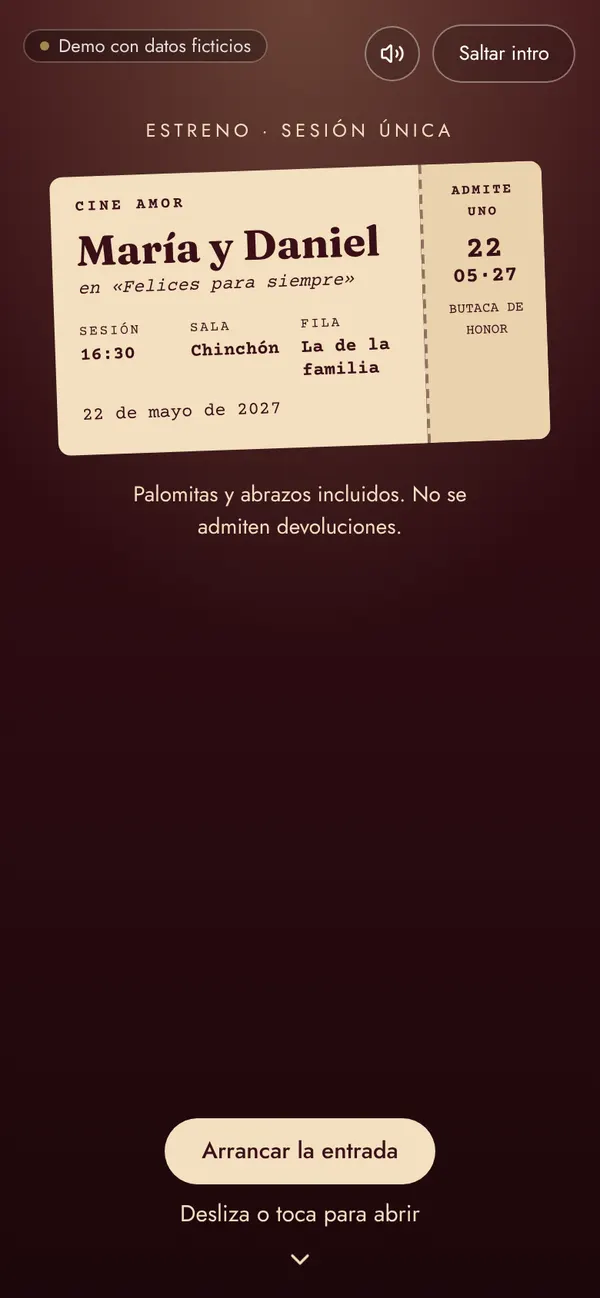 Demo con datos ficticios
Saltar intro
ESTRENO · SESIÓN ÚNICA
CINE AMOR
María y Daniel
en «Felices para siempre»
SESIÓN
16:30
SALA
Chinchón
FILA
La de la
familia
22 de mayo de 2027
ADMITE
UNO
22
05·27
BUTACA DE
HONOR
Palomitas y abrazos incluidos. No se
admiten devoluciones.
Arrancar la entrada
Desliza o toca para abrir